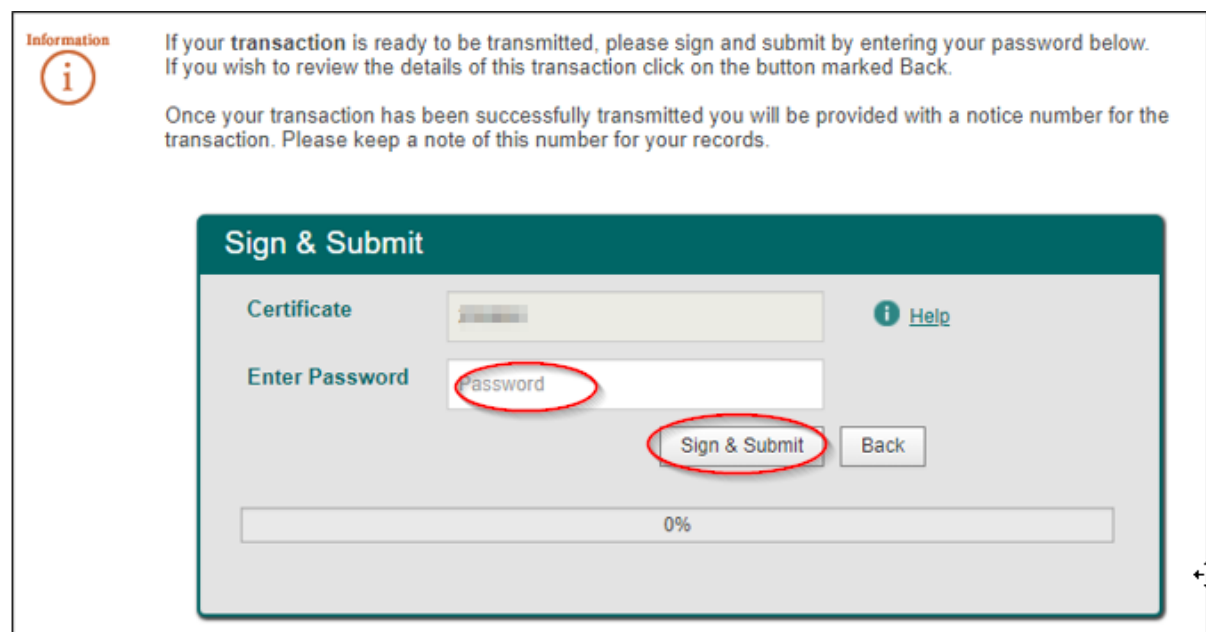 Information
If your transaction is ready to be transmitted, please sign and submit by entering your password below.
If you wish to review the details of this transaction click on the button marked Back.
Once your transaction has been successfully transmitted you will be provided with a notice number for the
transaction. Please keep a note of this number for your records.
Sign & Submit
Certificate
Help
Enter Password
Password
Sign & Submit
Back
0%